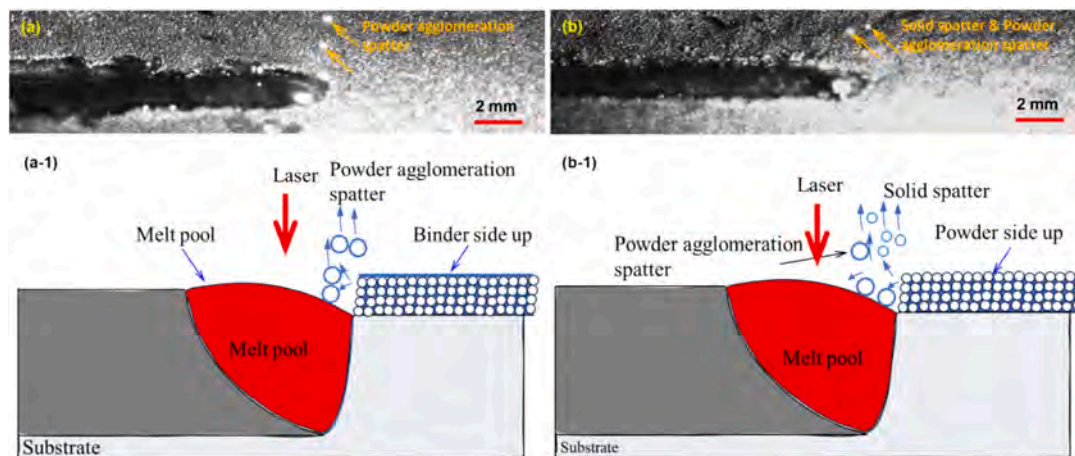 (a)
Powder agglomeration
spatter
2 mm
(b)
Solid spatter & Powder
agglomeration spatter
2 mm
(a-1)
Laser
Powder agglomeration
spatter
Melt pool
Binder side up
Melt pool
Substrate
(b-1)
Laser
Solid spatter
Powder agglomeration
spatter
Powder side up
Melt pool
Substrate